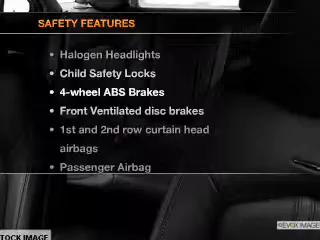 SAFETY FEATURES
• Halogen Headlights
• Child Safety Locks
• 4-wheel ABS Brakes
• Front Ventilated disc brakes
• 1st and 2nd row curtain head
airbags
• Passenger Airbag
©EVOX IMAGES
TOCK IMAGE